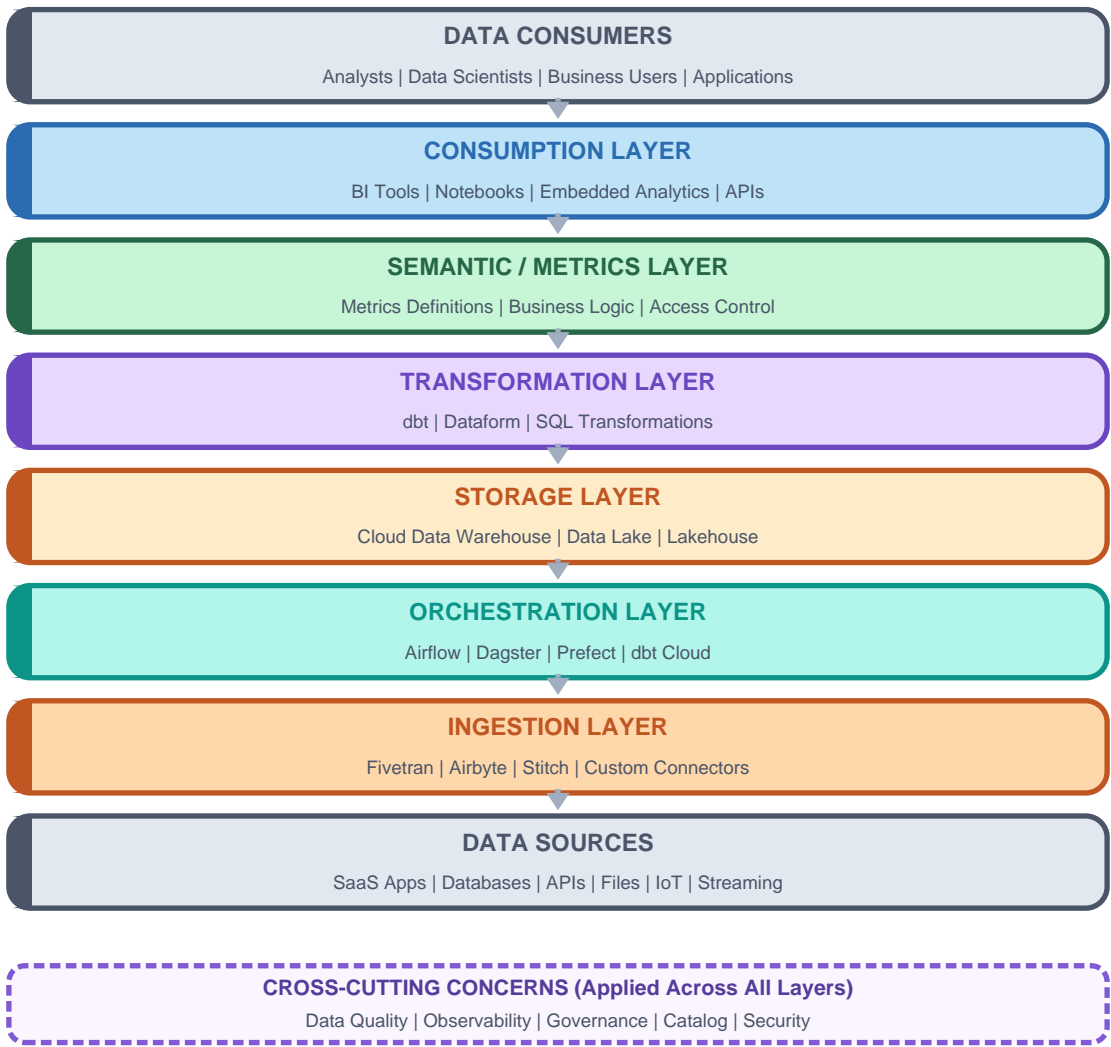 DATA CONSUMERS
Analysts | Data Scientists | Business Users | Applications
CONSUMPTION LAYER
BI Tools | Notebooks | Embedded Analytics | APIs
SEMANTIC / METRICS LAYER
Metrics Definitions | Business Logic | Access Control
TRANSFORMATION LAYER
dbt | Dataform | SQL Transformations
STORAGE LAYER
Cloud Data Warehouse | Data Lake | Lakehouse
ORCHESTRATION LAYER
Airflow | Dagster | Prefect | dbt Cloud
INGESTION LAYER
Fivetran | Airbyte | Stitch | Custom Connectors
DATA SOURCES
SaaS Apps | Databases | APIs | Files | IoT | Streaming
CROSS-CUTTING CONCERNS (Applied Across All Layers)
Data Quality | Observability | Governance | Catalog | Security